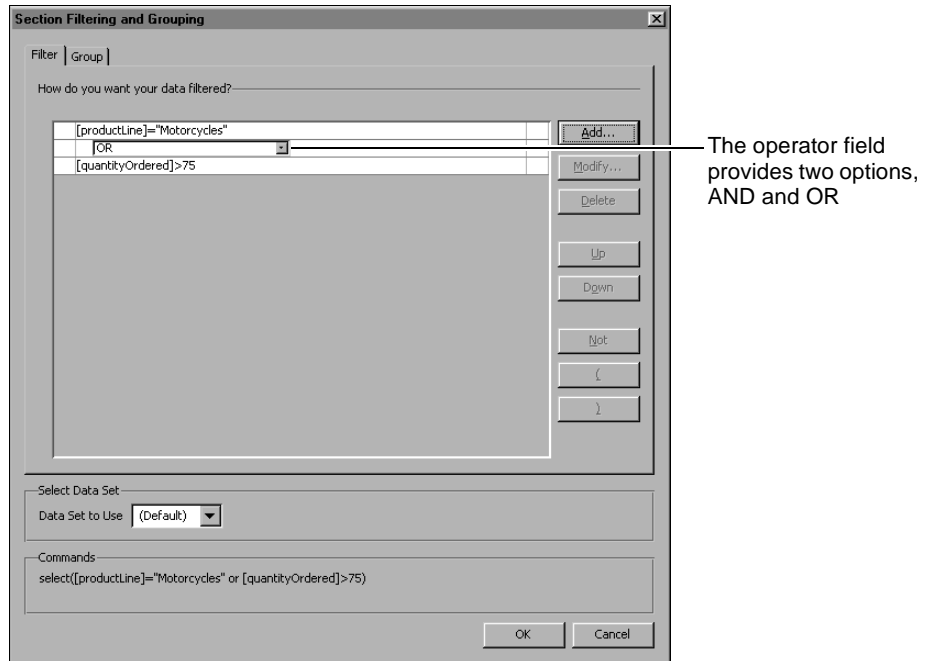 Section Filtering and Grouping
Filter
Group
How do you want your data filtered?
[productLine]="Motorcycles"
OR
[quantityOrdered]>75
Add...
Modify...
Delete
Up
Down
Not
(
)
The operator field
provides two options,
AND and OR
Select Data Set
Data Set to Use (Default)
Commands
select([productLine]="Motorcycles" or [quantityOrdered]>75)
OK
Cancel